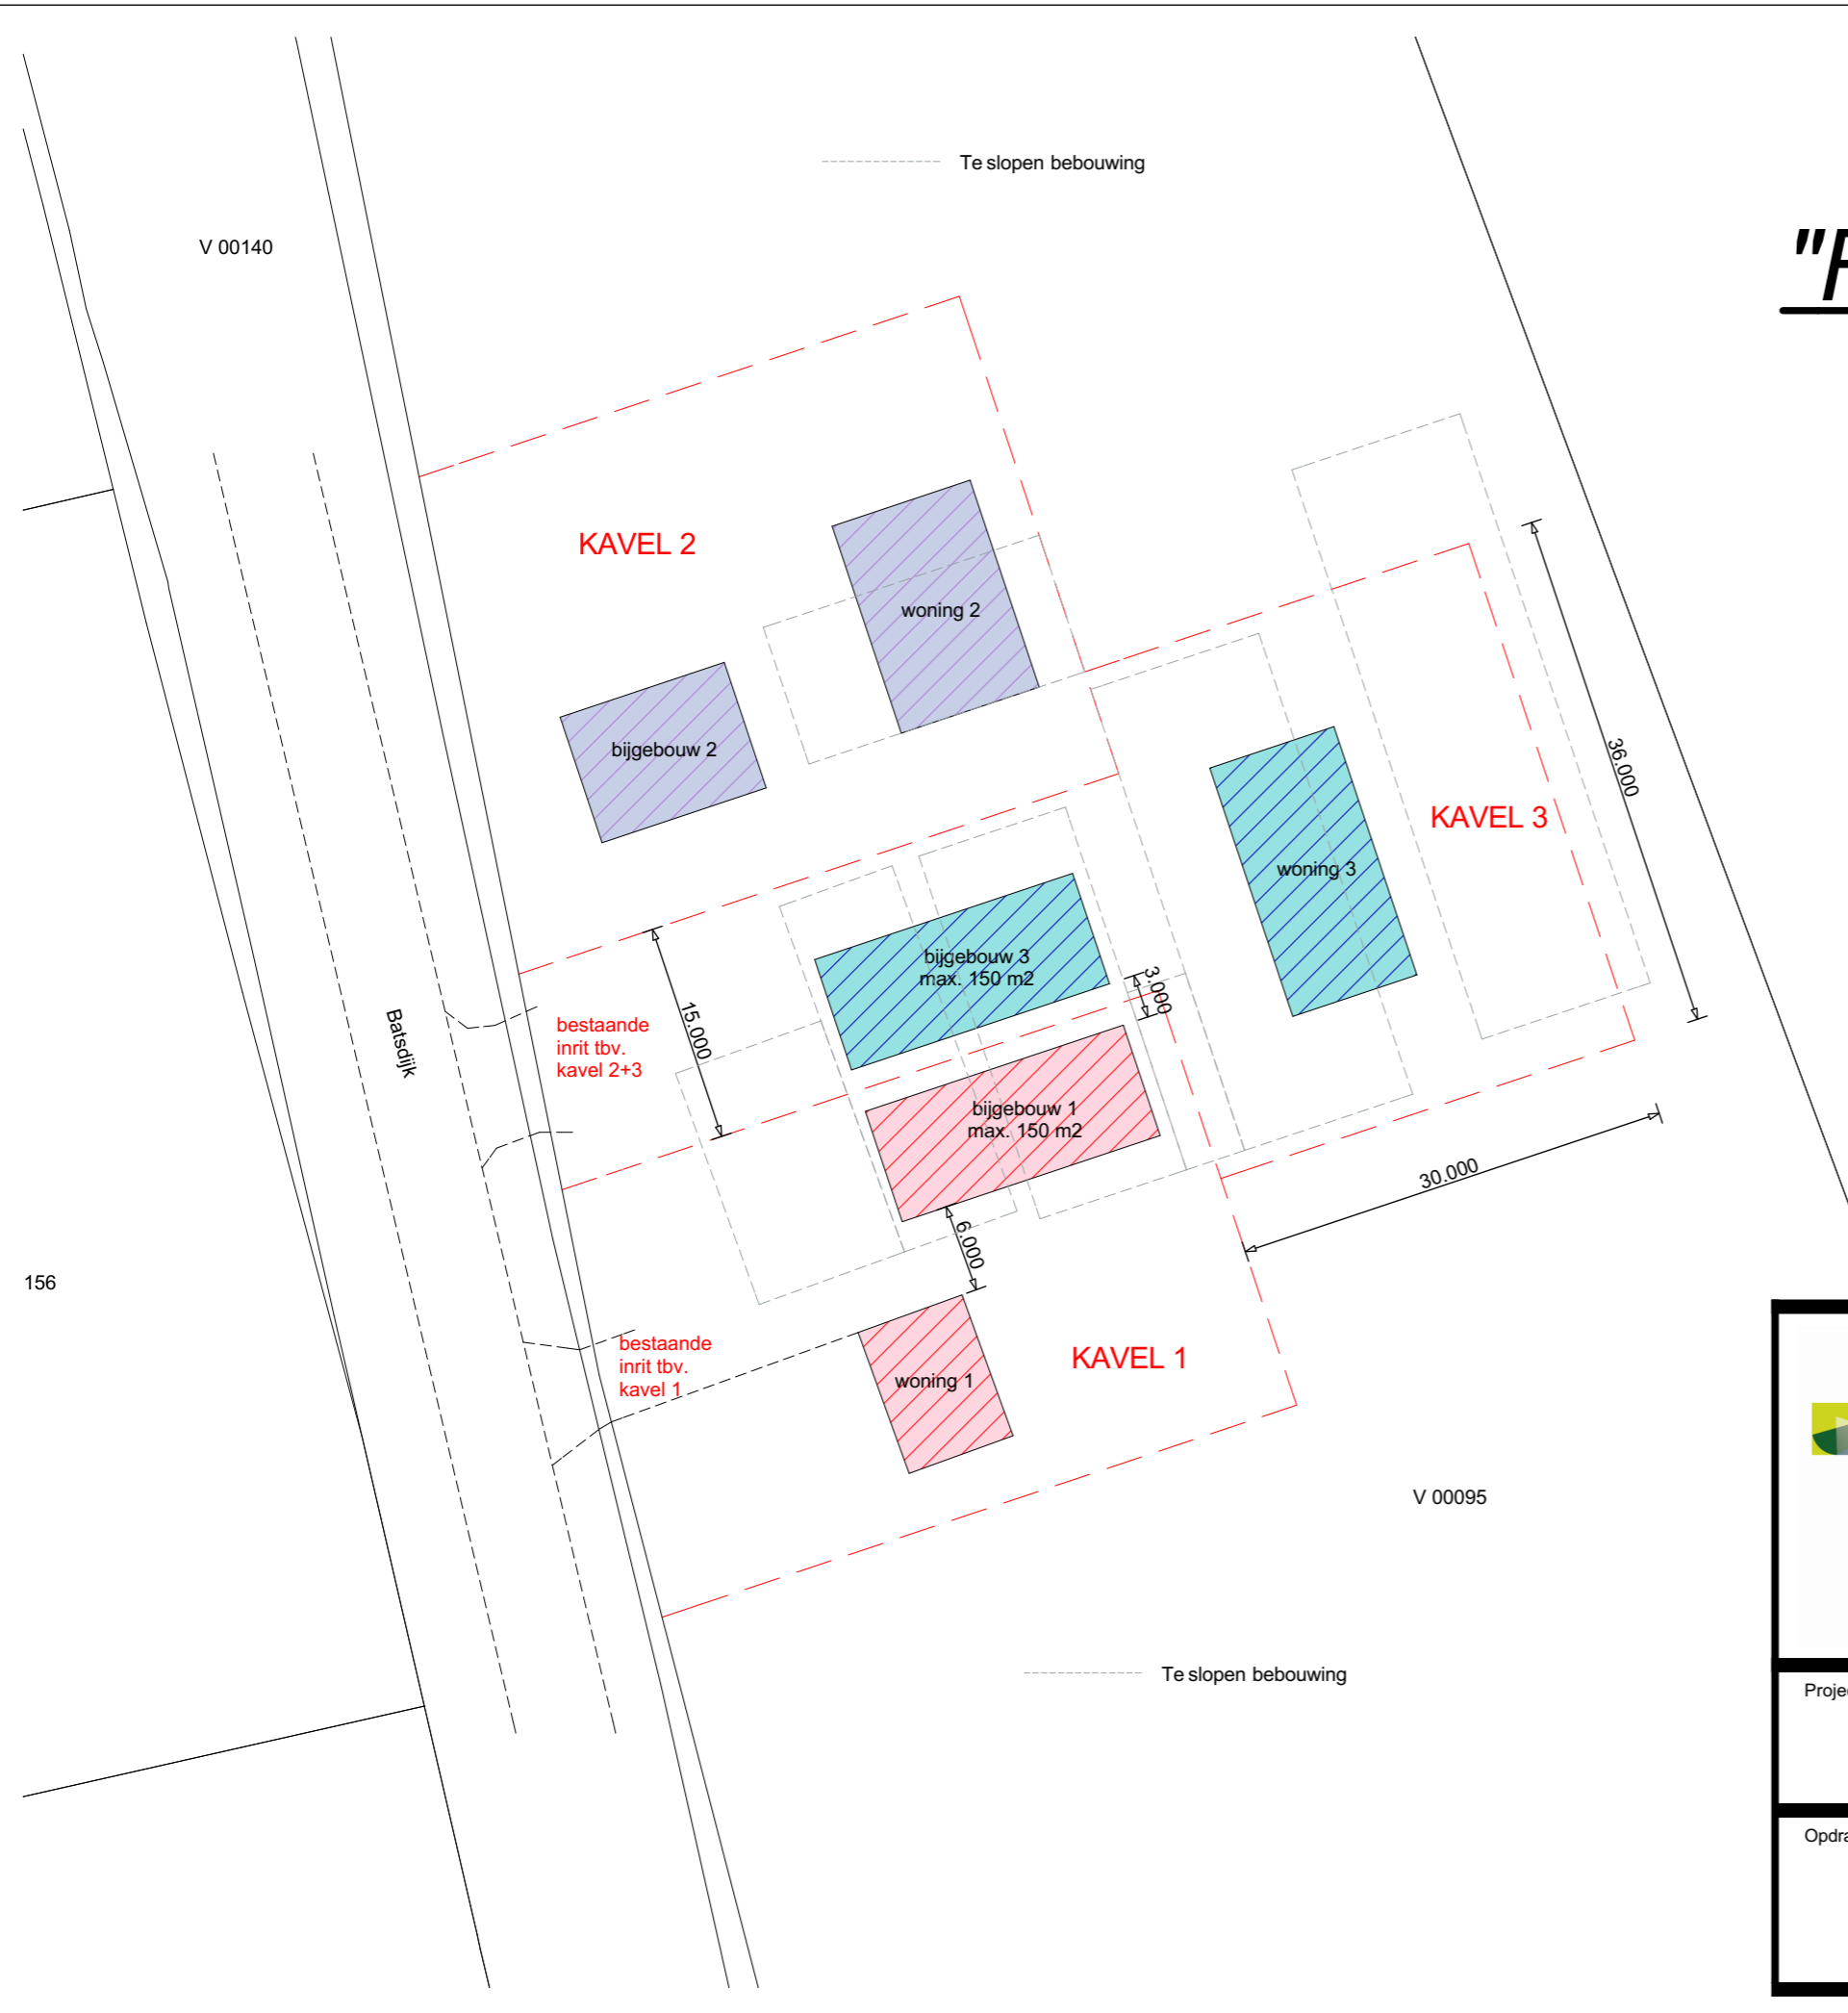 Te slopen bebouwing
V 00140
"
KAVEL 2
woning 2
bijgebouw 2
36.000
KAVEL 3
woning 3
bijgebouw 3
max. 150 m2
3.000
15.000
Batsdijk
bestaande
inrit tbv.
kavel 2+3
bijgebouw 1
max. 150 m2
30.000
6.000
156
bestaande
inrit tbv.
kavel 1
KAVEL 1
woning 1
V 00095
Te slopen bebouwing